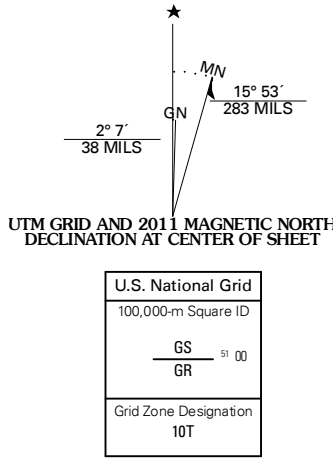 ★
MN
GN
15° 53´
283 MILS
2° 7´
38 MILS
UTM GRID AND 2011 MAGNETIC NORTH
DECLINATION AT CENTER OF SHEET
U.S. National Grid
100,000-m Square ID
GS
51 00
GR
Grid Zone Designation
10T